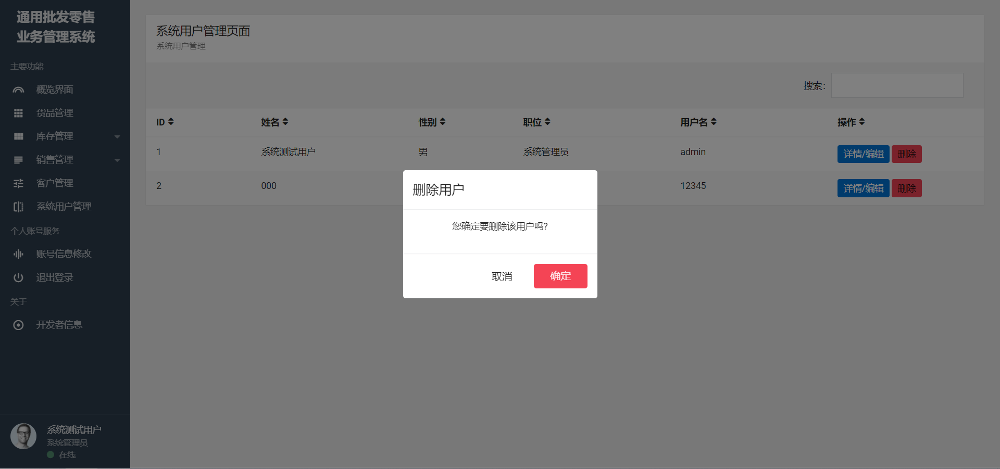 通用批发零售
业务管理系统
主要功能
概览界面
货品管理
库存管理
销售管理
客户管理
系统用户管理
个人账号服务
账号信息修改
退出登录
关于
开发者信息
系统测试用户
系统管理员
在线
系统用户管理页面
系统用户管理
搜索:
ID 姓名 性别 职位 用户名 操作
1 系统测试用户 男 系统管理员 admin 详情/编辑 删除
2 000 12345 详情/编辑 删除
删除用户
您确定要删除该用户吗?
取消 确定